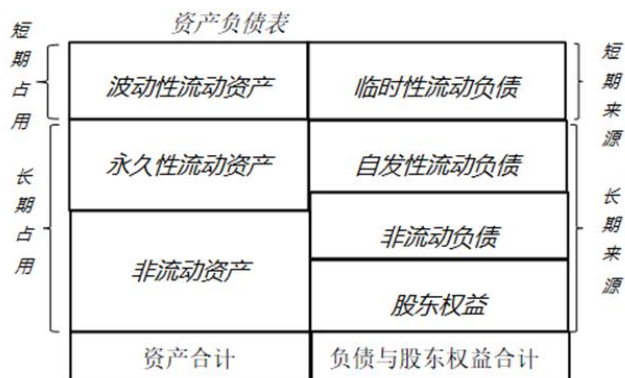 资产负债表
短期占用
波动性流动资产
临时性流动负债
短期来源
长期占用
永久性流动资产
自发性流动负债
长期来源
非流动资产
非流动负债
股东权益
资产合计
负债与股东权益合计